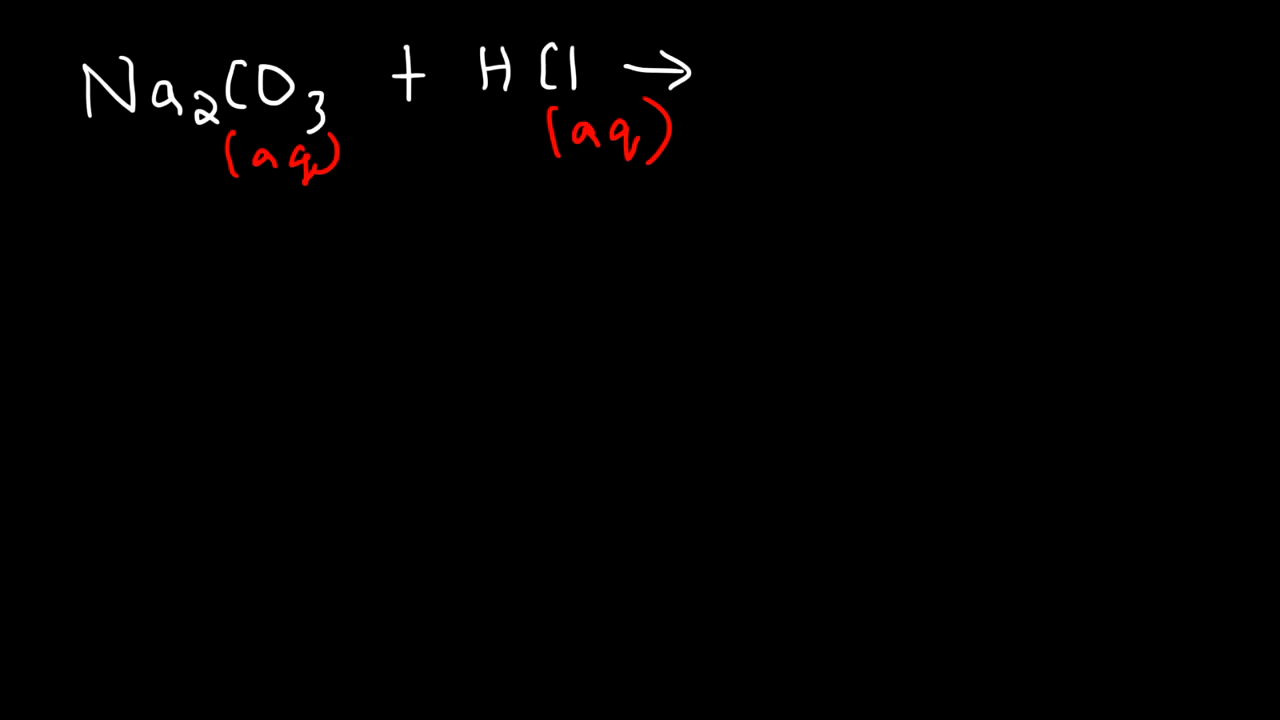 Na₂CO₃ + HCl →
(aq) (aq)